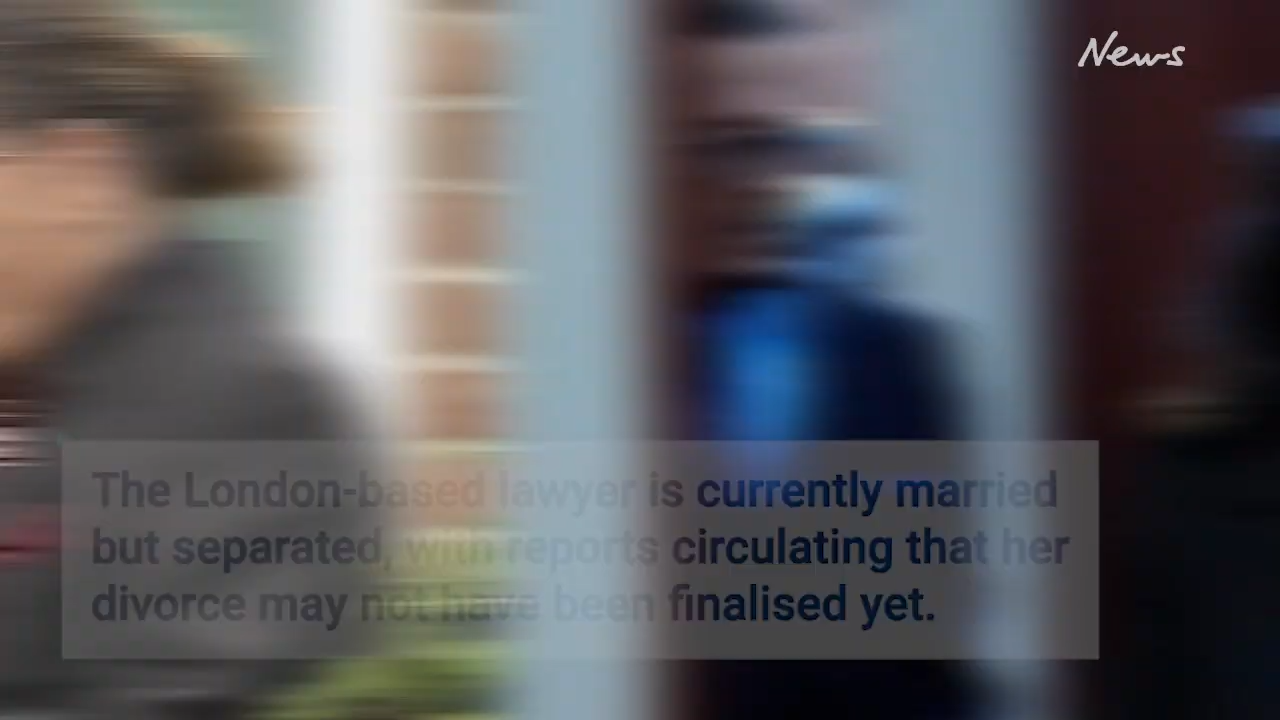 News
The London-based lawyer is currently married
but separated, with reports circulating that her
divorce may not have been finalised yet.